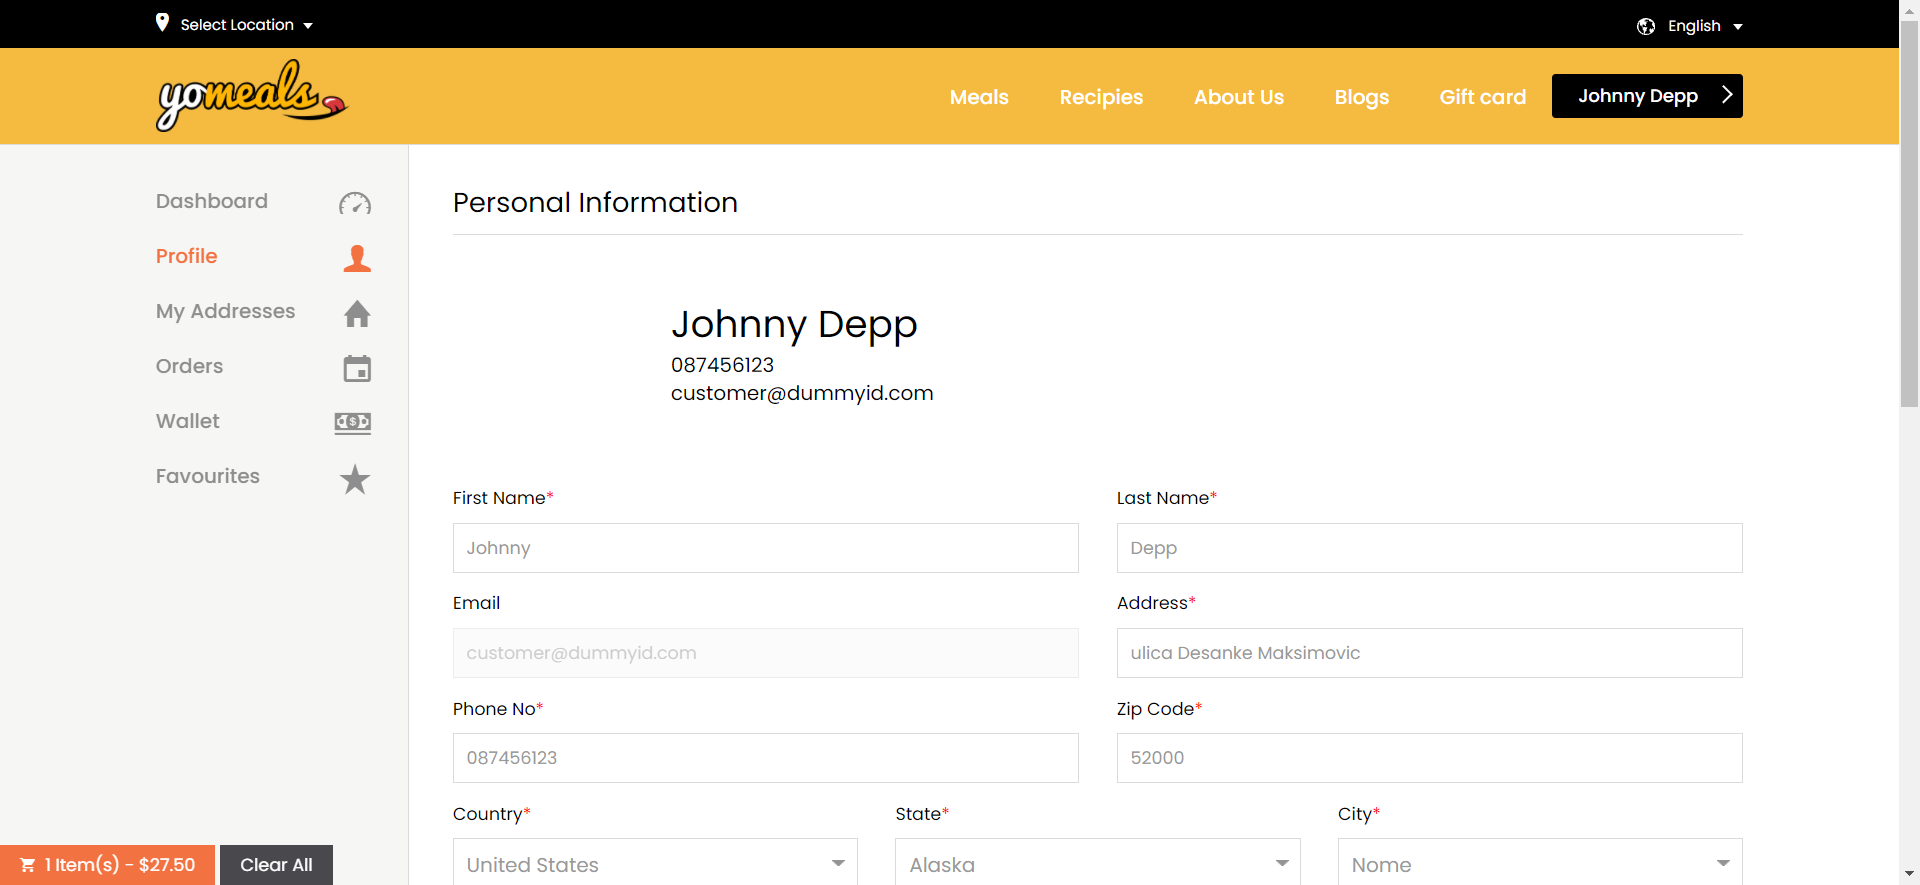 Select Location
English
yomeals
Meals
Recipies
About Us
Blogs
Gift card
Johnny Depp
Dashboard
Profile
My Addresses
Orders
Wallet
Favourites
Personal Information
Johnny Depp
087456123
customer@dummyid.com
First Name*
Johnny
Last Name*
Depp
Email
customer@dummyid.com
Address*
ulica Desanke Maksimovic
Phone No*
087456123
Zip Code*
52000
Country*
United States
State*
Alaska
City*
Nome
1 Item(s) - $27.50
Clear All